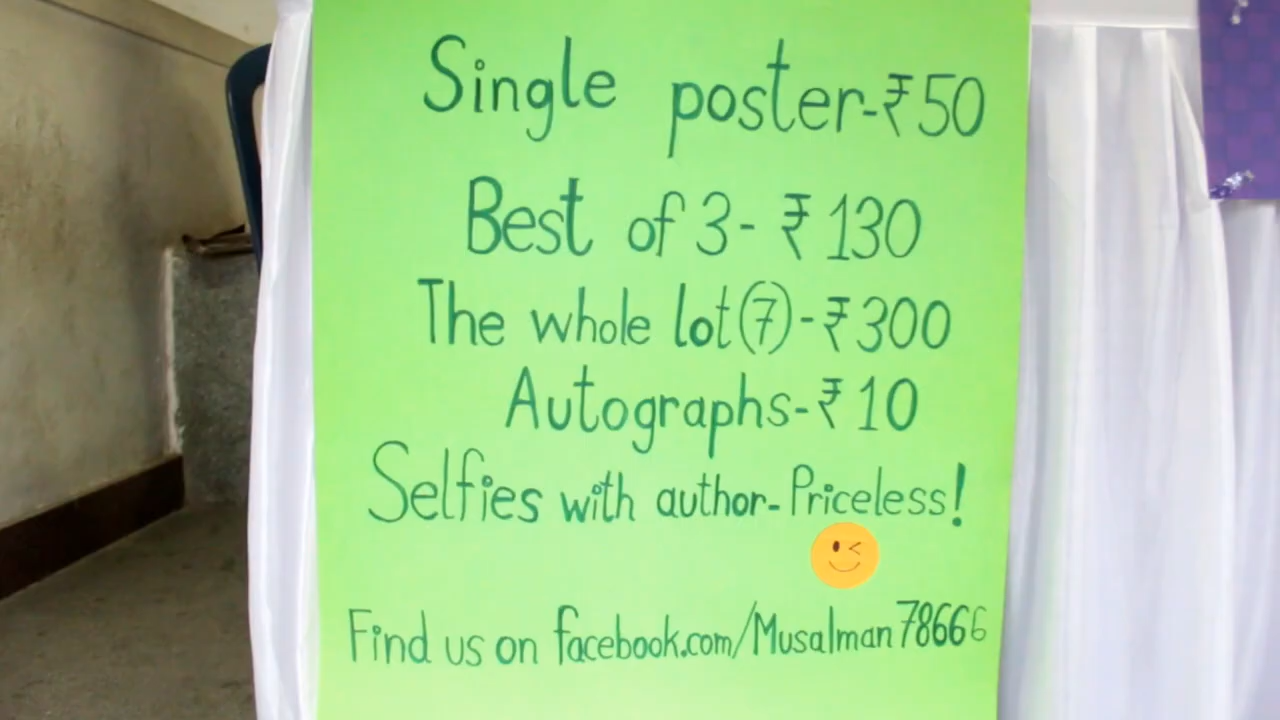 Single poster-₹50
Best of 3- ₹130
The whole lot(7)-₹300
Autographs-₹10
Selfies with author-Priceless!
Find us on facebook.com/Musalman78666